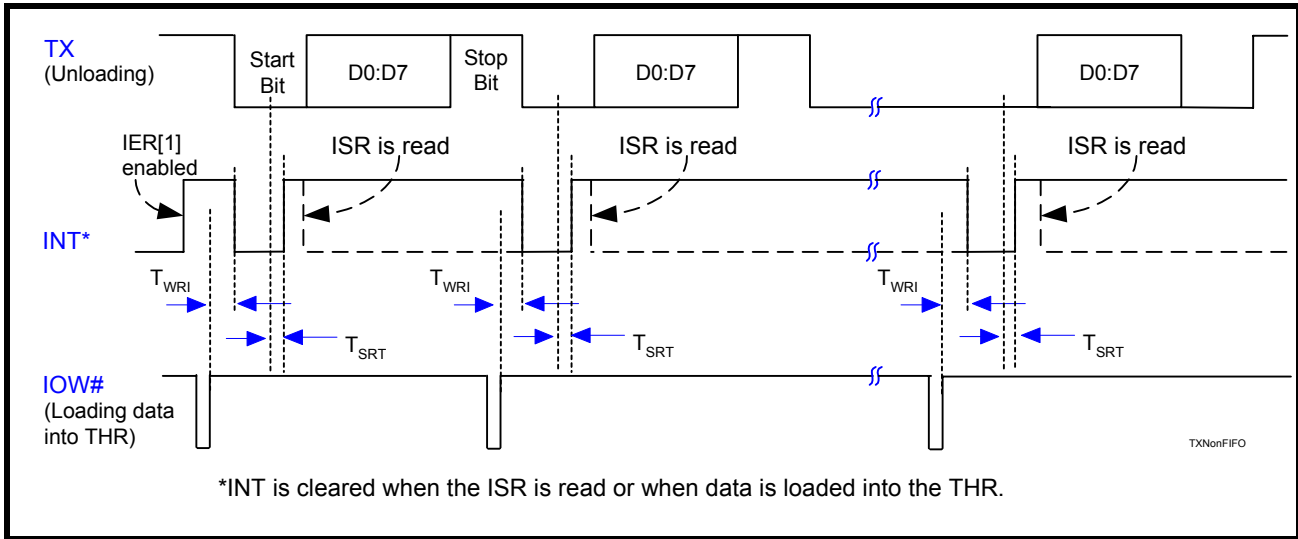 TX
(Unloading)
Start
Bit
D0:D7
Stop
Bit
D0:D7
D0:D7
IER[1]
enabled
ISR is read
ISR is read
ISR is read
INT*
TWRI
TWRI
TWRI
TSRT
TSRT
TSRT
IOW#
(Loading data
into THR)
TXNonFIFO
*INT is cleared when the ISR is read or when data is loaded into the THR.